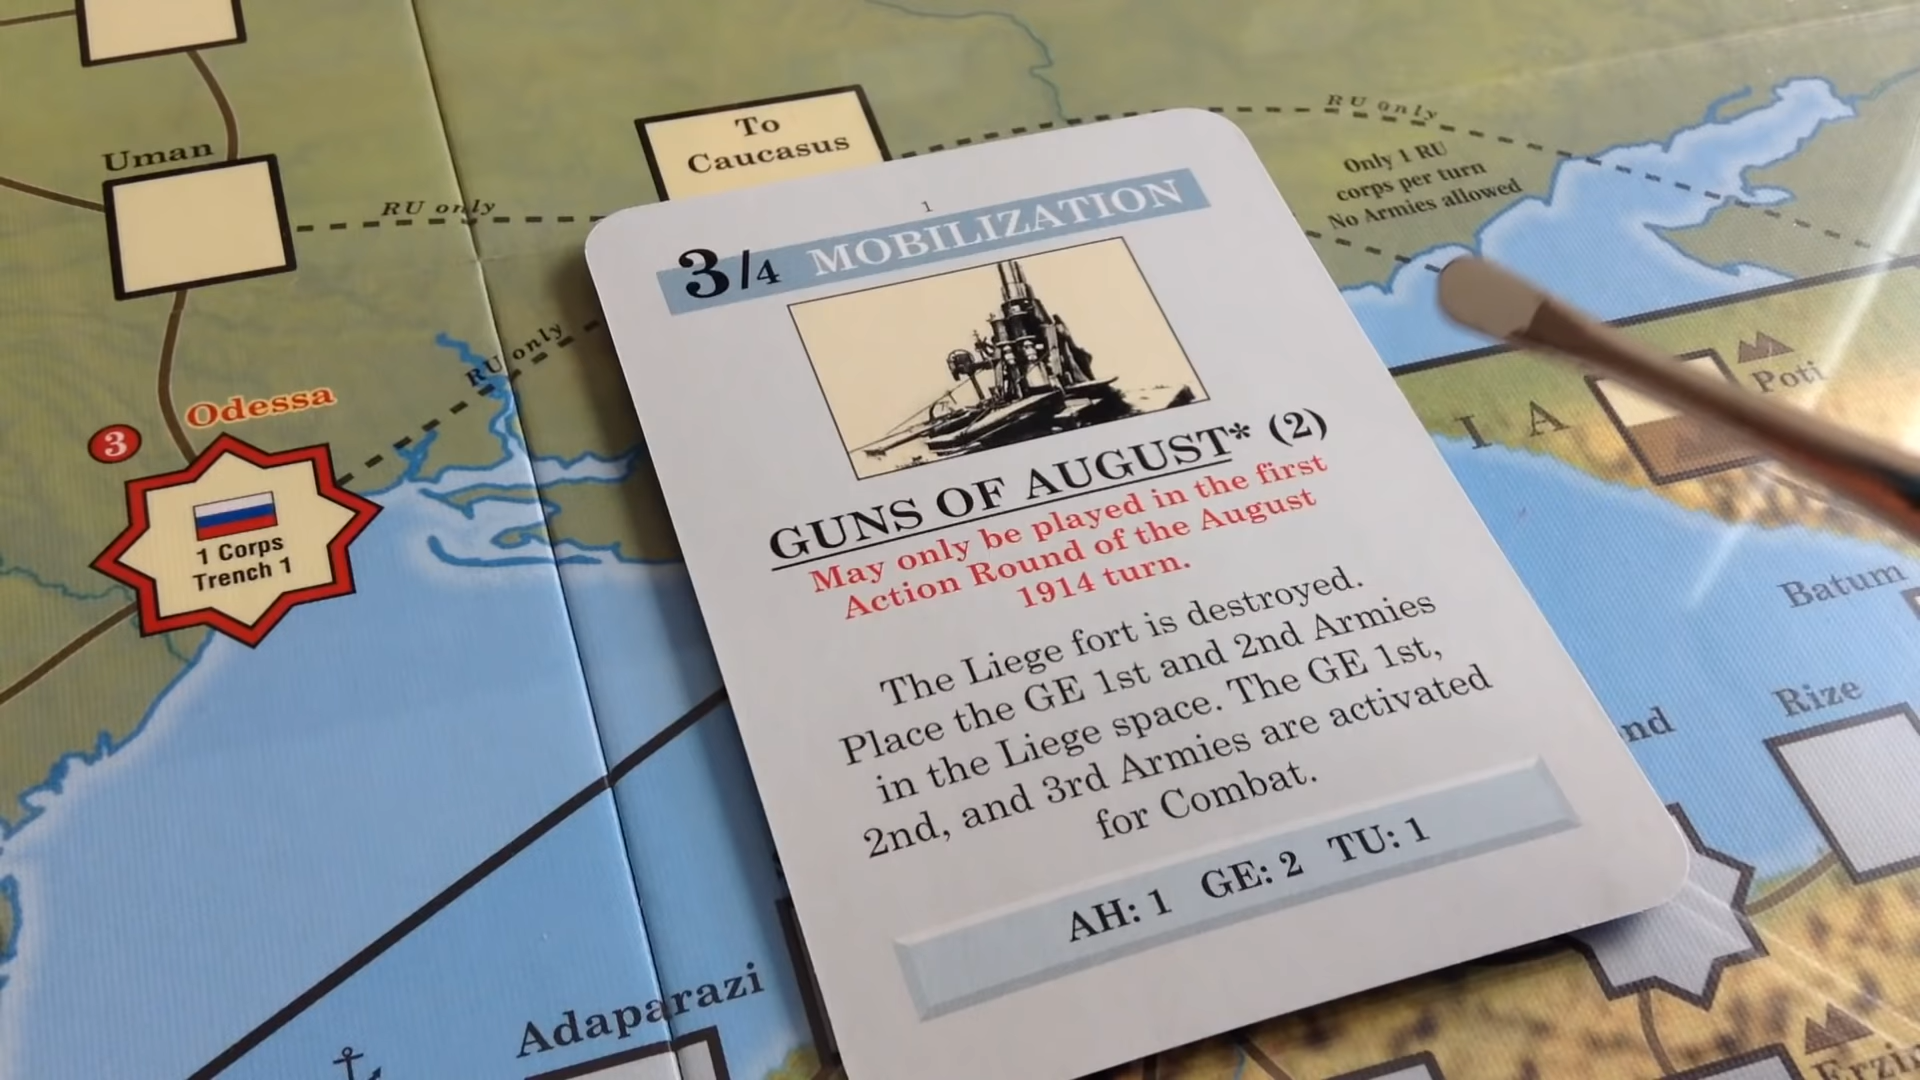 To
Caucasus
RU only
Uman
RU only
Only 1 RU
corps per turn
No Armies allowed
1
3/4 MOBILIZATION
RU only
Odessa
3
1 Corps
Trench 1
Poti
I A
GUNS OF AUGUST* (2)
May only be played in the first
Action Round of the August
1914 turn.
The Liege fort is destroyed.
Place the GE 1st and 2nd Armies
in the Liege space. The GE 1st,
2nd, and 3rd Armies are activated
for Combat.
AH: 1 GE: 2 TU: 1
Batum
Rize
nd
Adaparazi